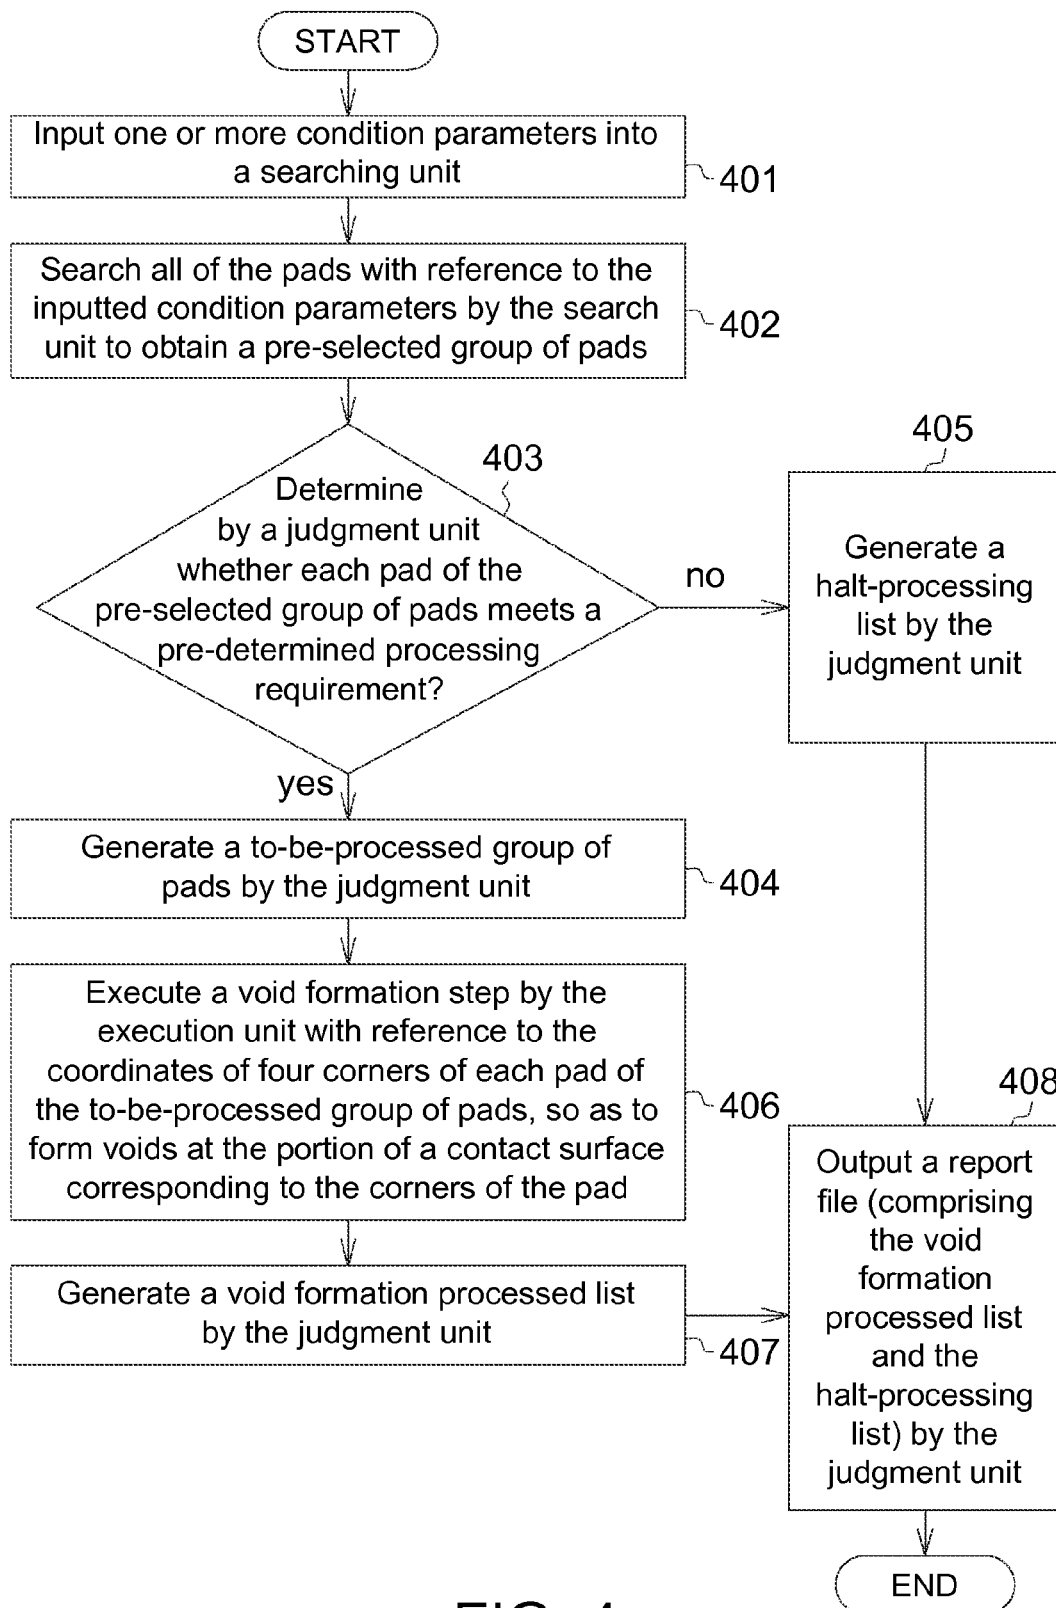 START
Input one or more condition parameters into
a searching unit
401
Search all of the pads with reference to the
inputted condition parameters by the search
unit to obtain a pre-selected group of pads
402
403
Determine
by a judgment unit
whether each pad of the
pre-selected group of pads meets a
pre-determined processing
requirement?
no
yes
405
Generate a
halt-processing
list by the
judgment unit
Generate a to-be-processed group of
pads by the judgment unit
404
Execute a void formation step by the
execution unit with reference to the
coordinates of four corners of each pad of
the to-be-processed group of pads, so as to
form voids at the portion of a contact surface
corresponding to the corners of the pad
406
Generate a void formation processed list
by the judgment unit
407
408
Output a report
file (comprising
the void
formation
processed list
and the
halt-processing
list) by the
judgment unit
END